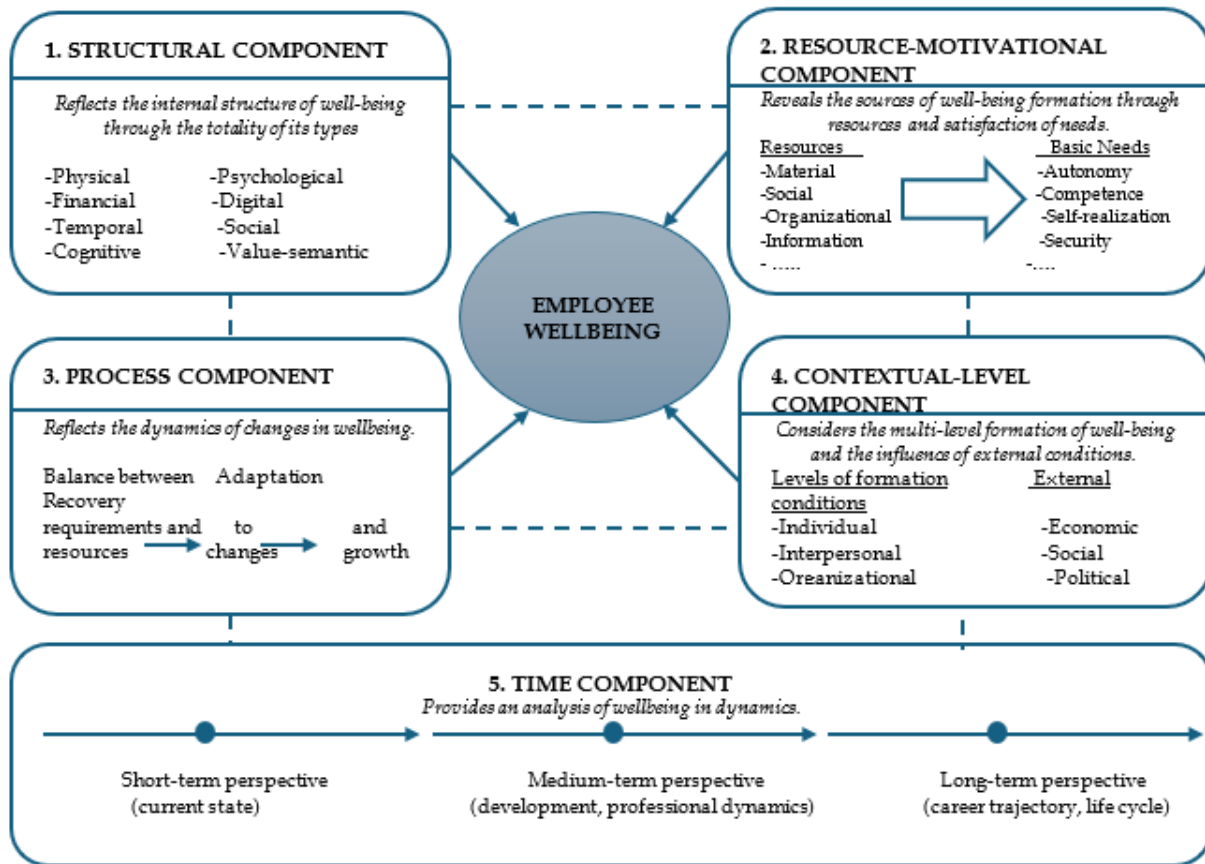 1. STRUCTURAL COMPONENT
Reflects the internal structure of well-being
through the totality of its types
-Physical -Psychological
-Financial -Digital
-Temporal -Social
-Cognitive -Value-semantic
2. RESOURCE-MOTIVATIONAL
COMPONENT
Reveals the sources of well-being formation through
resources and satisfaction of needs.
Resources Basic Needs
-Material -Autonomy
-Social -Competence
-Organizational -Self-realization
-Information -Security
- ..... -....
EMPLOYEE
WELLBEING
3. PROCESS COMPONENT
Reflects the dynamics of changes in wellbeing.
Balance between Adaptation
Recovery
requirements and to and
resources changes growth
4. CONTEXTUAL-LEVEL
COMPONENT
Considers the multi-level formation of well-being
and the influence of external conditions.
Levels of formation External
conditions
-Individual -Economic
-Interpersonal -Social
-Organizational -Political
5. TIME COMPONENT
Provides an analysis of wellbeing in dynamics.
Short-term perspective Medium-term perspective Long-term perspective
(current state) (development, professional dynamics) (career trajectory, life cycle)